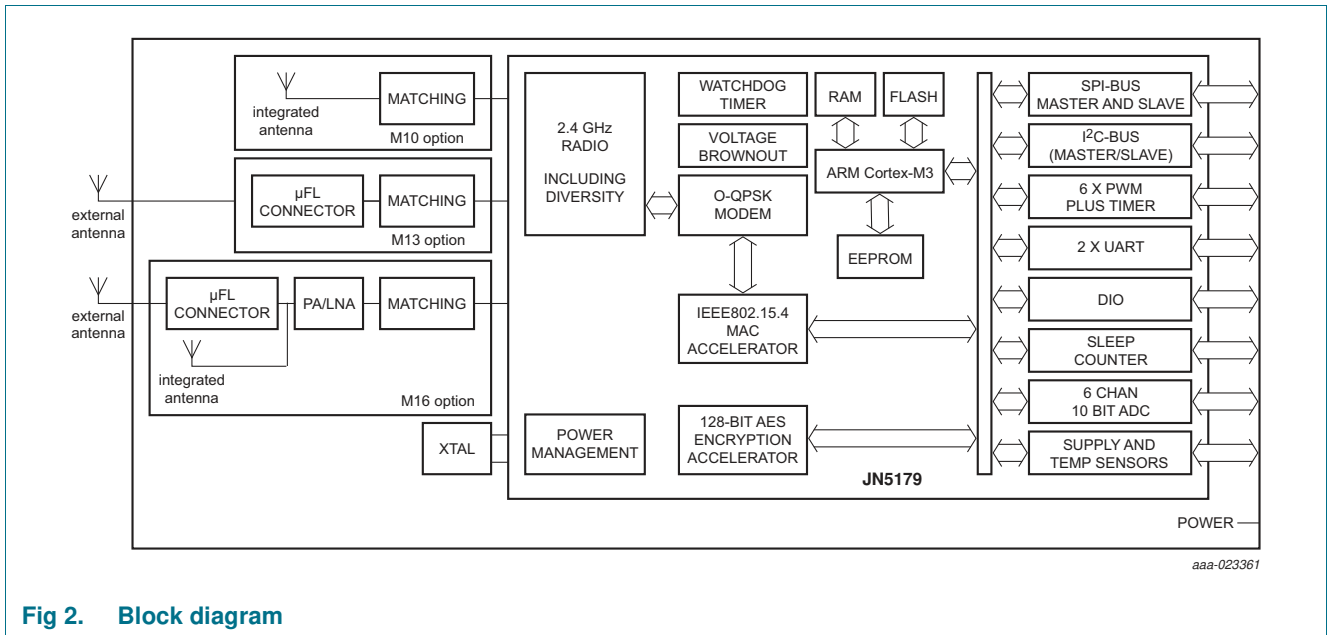 integrated
antenna
MATCHING
M10 option
external
antenna
µFL
CONNECTOR
MATCHING
M13 option
external
antenna
µFL
CONNECTOR
PA/LNA
MATCHING
integrated
antenna
M16 option
XTAL
2.4 GHz
RADIO
INCLUDING
DIVERSITY
POWER
MANAGEMENT
WATCHDOG
TIMER
VOLTAGE
BROWNOUT
O-QPSK
MODEM
IEEE802.15.4
MAC
ACCELERATOR
128-BIT AES
ENCRYPTION
ACCELERATOR
RAM
FLASH
ARM Cortex-M3
EEPROM
JN5179
SPI-BUS
MASTER AND SLAVE
I²C-BUS
(MASTER/SLAVE)
6 X PWM
PLUS TIMER
2 X UART
DIO
SLEEP
COUNTER
6 CHAN
10 BIT ADC
SUPPLY AND
TEMP SENSORS
POWER
aaa-023361
Fig 2. Block diagram